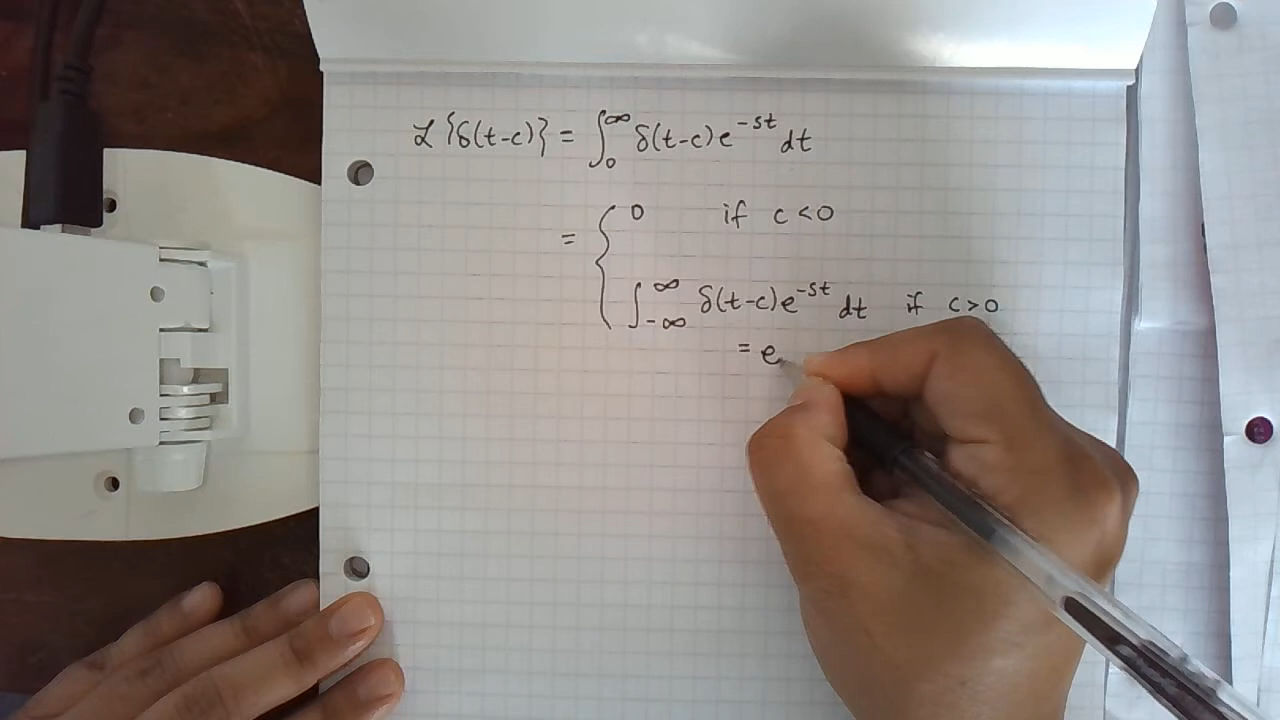 ℒ{δ(t-c)} = ∫₀^∞ δ(t-c)e^{-st} dt
= { 0 if c<0
∫_{-∞}^{∞} δ(t-c)e^{-st} dt if c>0
= e